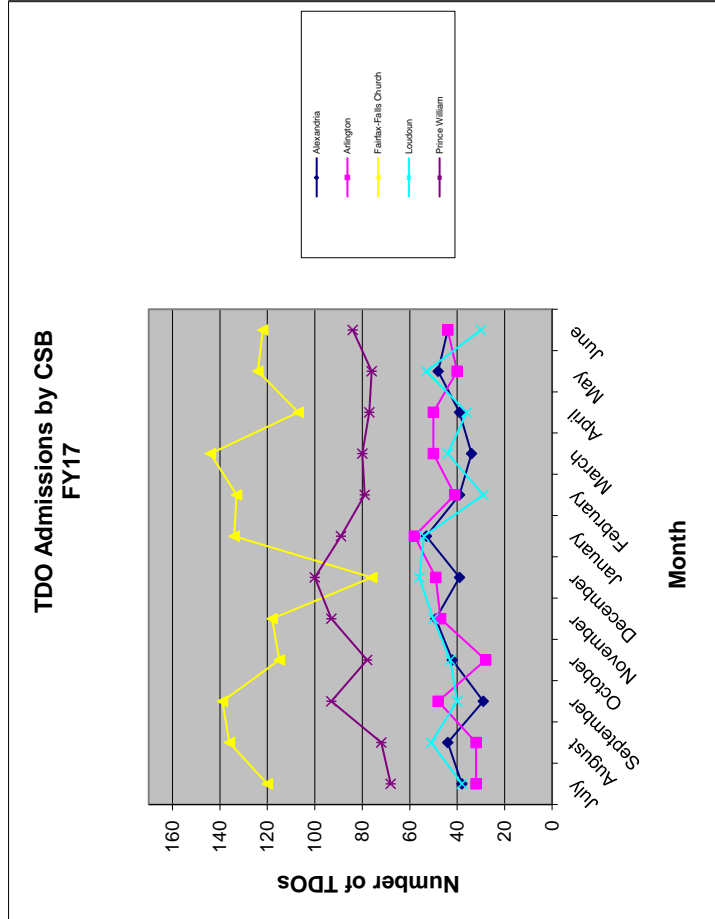 TDO Admissions by CSB
FY17
Number of TDOs
160
140
120
100
80
60
40
20
0
July
August
September
October
November
December
January
February
March
April
May
June
Month
Alexandria
Arlington
Fairfax-Falls Church
Loudoun
Prince William